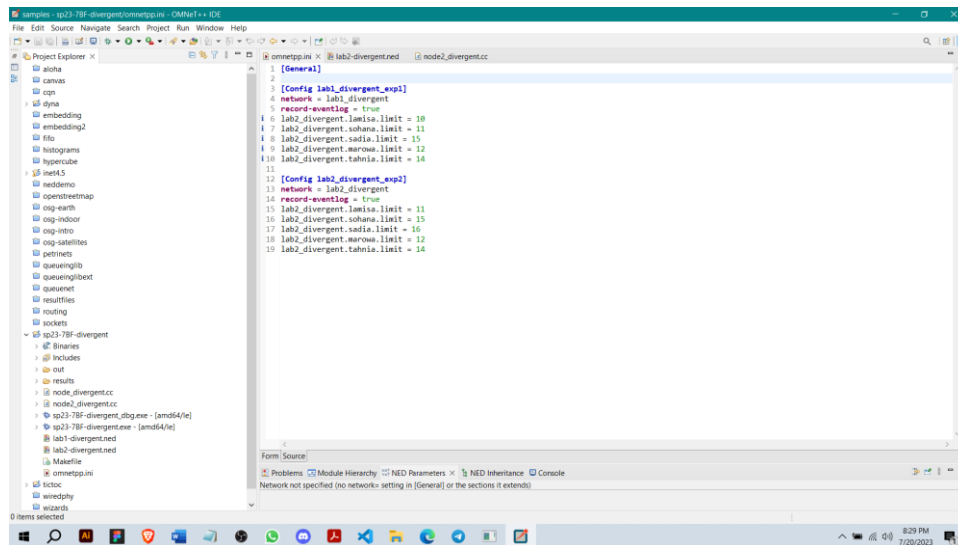 samples - sp23-7BF-divergent/omnetpp.ini - OMNeT++ IDE
File Edit Source Navigate Search Project Run Window Help
Project Explorer
aloha
canvas
cqn
dyna
embedding
embedding2
fifo
histograms
hypercube
inet4.5
neddemo
openstreetmap
osg-earth
osg-indoor
osg-intro
osg-satellites
petrinets
queueinglib
queueinglibext
queuenet
resultfiles
routing
sockets
sp23-7BF-divergent
Binaries
Includes
out
results
node_divergent.cc
node2_divergent.cc
sp23-7BF-divergent_dbg.exe - [amd64/le]
sp23-7BF-divergent.exe - [amd64/le]
lab1-divergent.ned
lab2-divergent.ned
Makefile
omnetpp.ini
tictoc
wiredphy
wizards
omnetpp.ini lab2-divergent.ned node2_divergent.cc
1 [General]
2
3 [Config lab1_divergent_exp1]
4 network = lab1_divergent
5 record-eventlog = true
6 lab2_divergent.lamisa.limit = 10
7 lab2_divergent.sohana.limit = 11
8 lab2_divergent.sadia.limit = 15
9 lab2_divergent.marowa.limit = 12
10 lab2_divergent.tahnia.limit = 14
11
12 [Config lab2_divergent_exp2]
13 network = lab2_divergent
14 record-eventlog = true
15 lab2_divergent.lamisa.limit = 11
16 lab2_divergent.sohana.limit = 15
17 lab2_divergent.sadia.limit = 16
18 lab2_divergent.marowa.limit = 12
19 lab2_divergent.tahnia.limit = 14
Form Source
Problems Module Hierarchy NED Parameters NED Inheritance Console
Network not specified (no network= setting in [General] or the sections it extends)
0 items selected
Ai
8:29 PM
7/20/2023